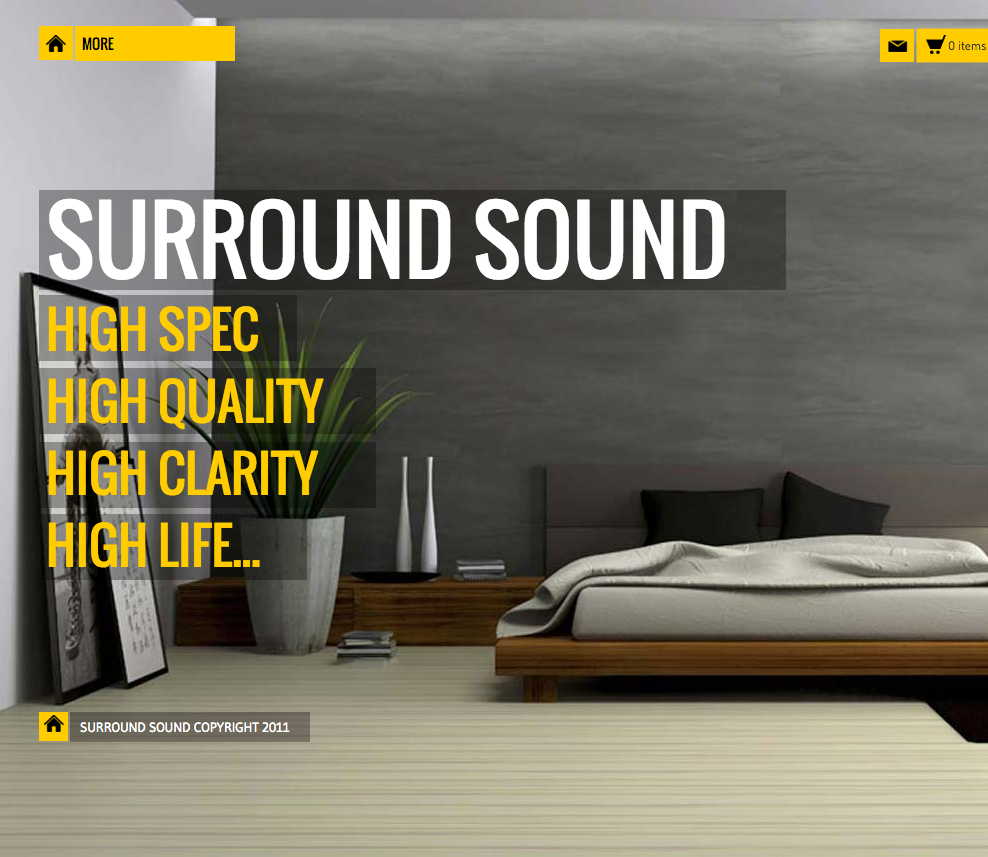 MORE
0 items
SURROUND SOUND
HIGH SPEC
HIGH QUALITY
HIGH CLARITY
HIGH LIFE...
SURROUND SOUND COPYRIGHT 2011